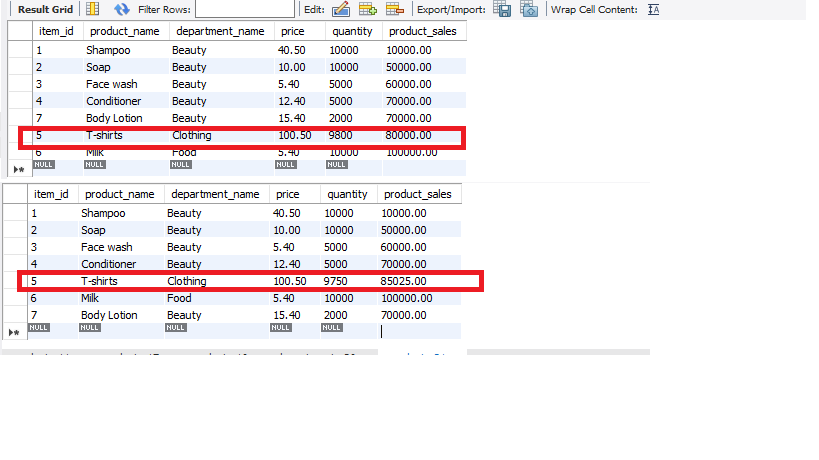 Result Grid Filter Rows: Edit: Export/Import: Wrap Cell Content:
item_id product_name department_name price quantity product_sales
1 Shampoo Beauty 40.50 10000 10000.00
2 Soap Beauty 10.00 10000 50000.00
3 Face wash Beauty 5.40 5000 60000.00
4 Conditioner Beauty 12.40 5000 70000.00
7 Body Lotion Beauty 15.40 2000 70000.00
5 T-shirts Clothing 100.50 9800 80000.00
6 Milk Food 5.40 10000 100000.00
NULL NULL NULL NULL NULL NULL
item_id product_name department_name price quantity product_sales
1 Shampoo Beauty 40.50 10000 10000.00
2 Soap Beauty 10.00 10000 50000.00
3 Face wash Beauty 5.40 5000 60000.00
4 Conditioner Beauty 12.40 5000 70000.00
5 T-shirts Clothing 100.50 9750 85025.00
6 Milk Food 5.40 10000 100000.00
7 Body Lotion Beauty 15.40 2000 70000.00
NULL NULL NULL NULL NULL